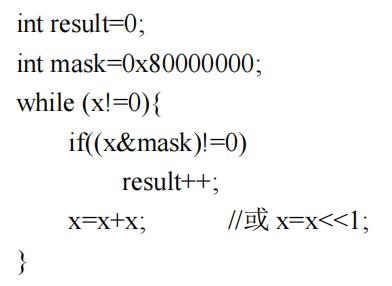 int result=0;
int mask=0x80000000;
while (x!=0){
if((x&mask)!=0)
result++;
x=x+x; //或 x=x<<1;
}